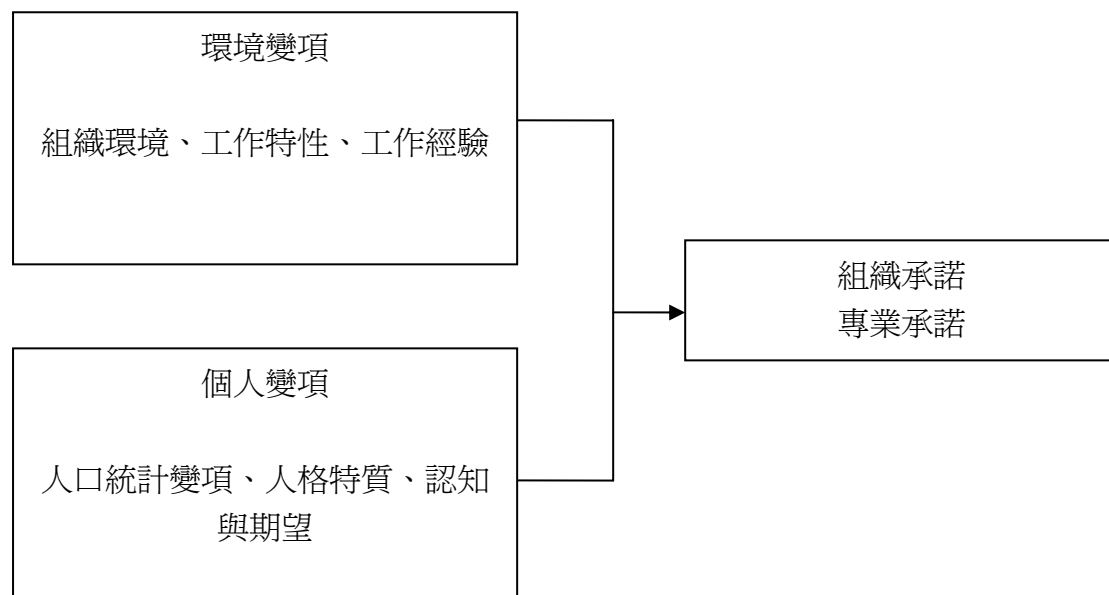 環境變項
組織環境、工作特性、工作經驗
組織承諾
專業承諾
個人變項
人口統計變項、人格特質、認知
與期望